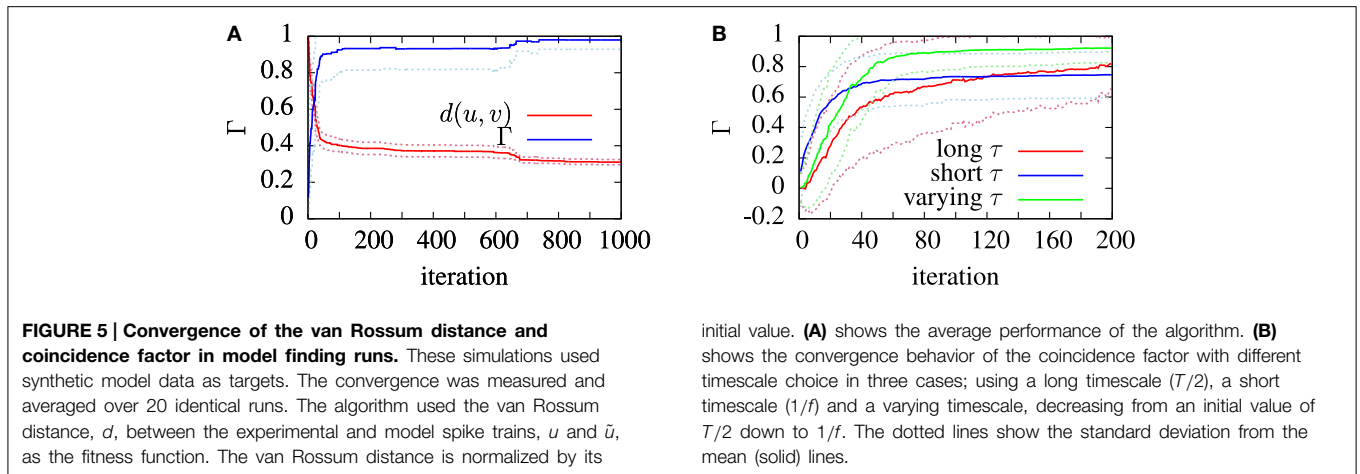 A
1
0.8
0.6
0.4
0.2
0
Γ
d(u, v)
Γ
0 200 400 600 800 1000
iteration
B
1
0.8
0.6
0.4
0.2
0
-0.2
Γ
long τ
short τ
varying τ
0 40 80 120 160 200
iteration
FIGURE 5 | Convergence of the van Rossum distance and
coincidence factor in model finding runs. These simulations used
synthetic model data as targets. The convergence was measured and
averaged over 20 identical runs. The algorithm used the van Rossum
distance, d, between the experimental and model spike trains, u and ũ,
as the fitness function. The van Rossum distance is normalized by its
initial value. (A) shows the average performance of the algorithm. (B)
shows the convergence behavior of the coincidence factor with different
timescale choice in three cases; using a long timescale (T/2), a short
timescale (1/f) and a varying timescale, decreasing from an initial value of
T/2 down to 1/f. The dotted lines show the standard deviation from the
mean (solid) lines.